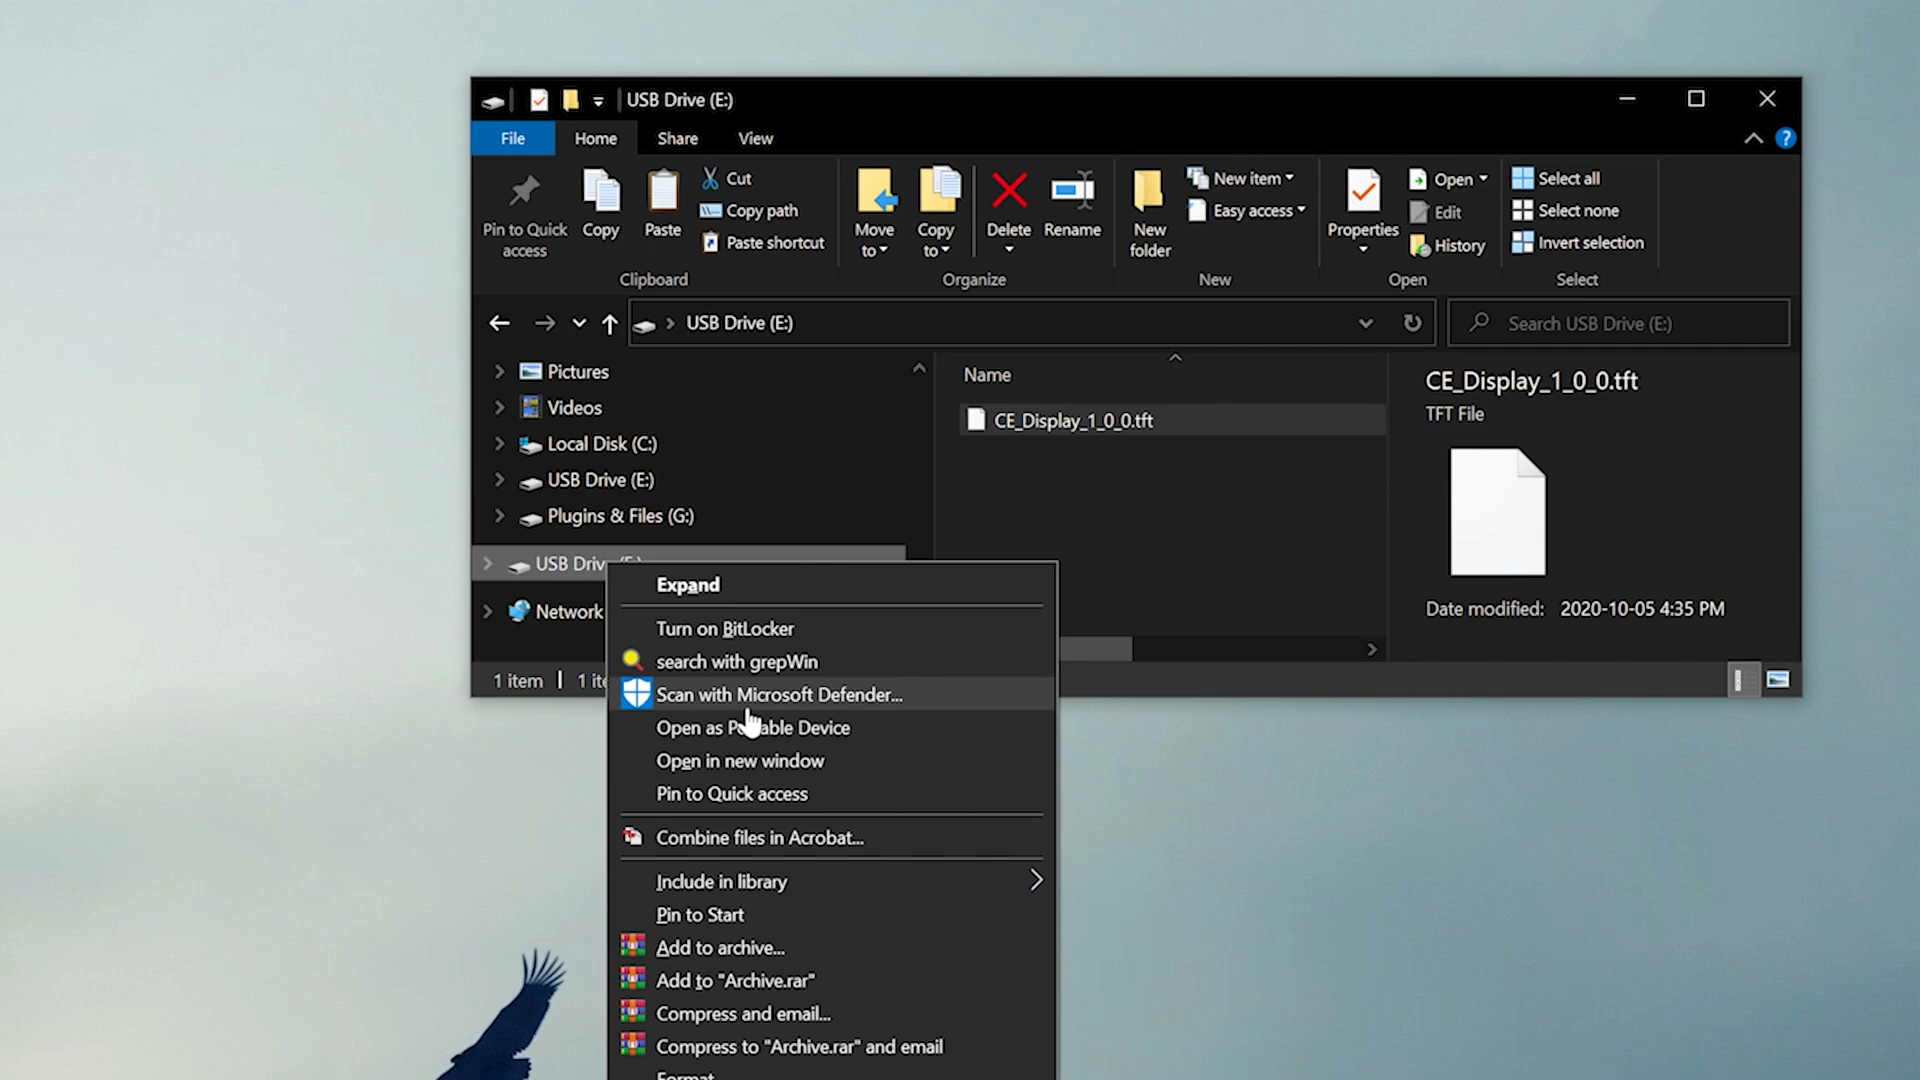 USB Drive (E:)
File Home Share View
?
Pin to Quick access
Copy
Paste
Cut
Copy path
Paste shortcut
Clipboard
Move to
Copy to
Delete
Rename
Organize
New folder
New item
Easy access
New
Properties
Open
Edit
History
Open
Select all
Select none
Invert selection
Select
USB Drive (E:)
Search USB Drive (E:)
Pictures
Videos
Local Disk (C:)
USB Drive (E:)
Plugins & Files (G:)
USB Drive (E:)
Network
Name
CE_Display_1_0_0.tft
CE_Display_1_0_0.tft
TFT File
Date modified: 2020-10-05 4:35 PM
1 item
Expand
Turn on BitLocker
search with grepWin
Scan with Microsoft Defender...
Open as Portable Device
Open in new window
Pin to Quick access
Combine files in Acrobat...
Include in library
Pin to Start
Add to archive...
Add to "Archive.rar"
Compress and email...
Compress to "Archive.rar" and email
Format